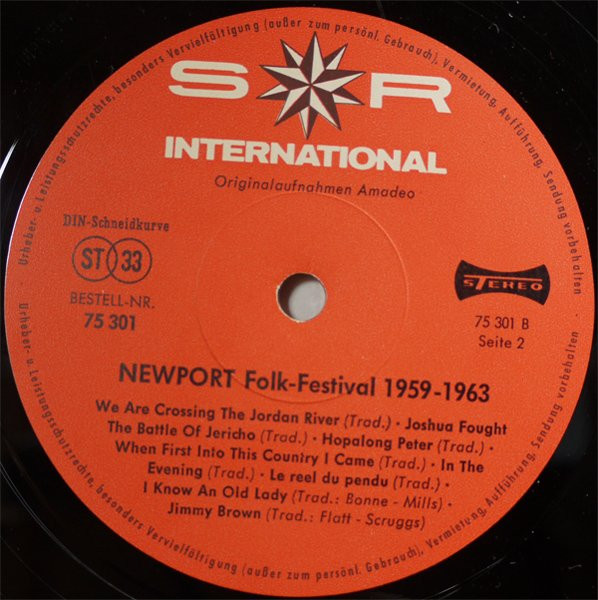 Urheber- u. Leistungsschutzrechte, besonders Vervielfältigung (außer zum persönl. Gebrauch), Vermietung, Aufführung, Sendung vorbehalten
S R
INTERNATIONAL
Originalaufnahmen Amadeo
DIN-Schneidkurve
ST 33
BESTELL-NR.
75 301
STEREO
75 301 B
Seite 2
NEWPORT Folk-Festival 1959-1963
We Are Crossing The Jordan River (Trad.) · Joshua Fought
The Battle Of Jericho (Trad.) · Hopalong Peter (Trad.) ·
When First Into This Country I Came (Trad.) · In The
Evening (Trad.) · Le reel du pendu (Trad.) ·
I Know An Old Lady (Trad.: Bonne - Mills) ·
Jimmy Brown (Trad.: Flatt - Scruggs)
Urheber- u. Leistungsschutzrechte, besonders Vervielfältigung (außer zum persönl. Gebrauch), Vermietung, Aufführung, Sendung vorbehalten ·